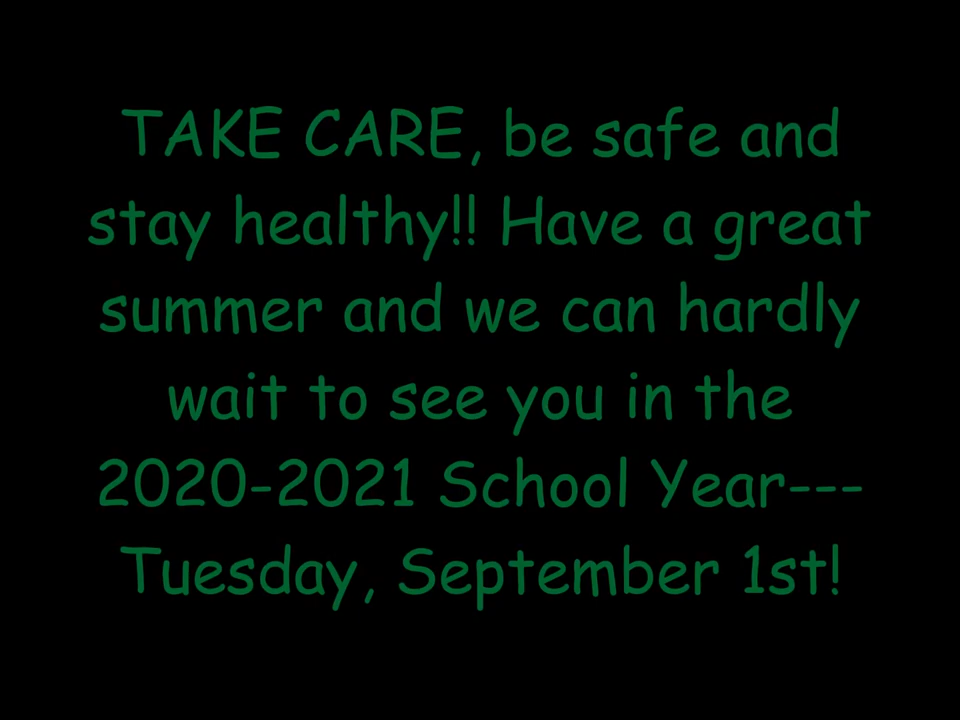 TAKE CARE, be safe and
stay healthy!! Have a great
summer and we can hardly
wait to see you in the
2020-2021 School Year---
Tuesday, September 1st!